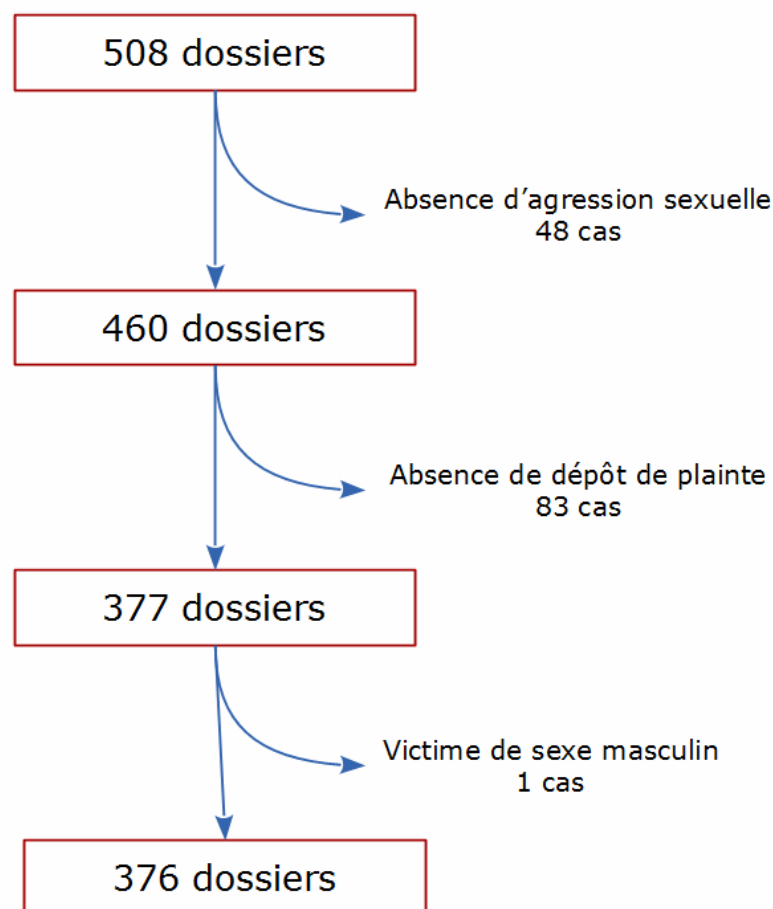 508 dossiers
Absence d’agression sexuelle
48 cas
460 dossiers
Absence de dépôt de plainte
83 cas
377 dossiers
Victime de sexe masculin
1 cas
376 dossiers